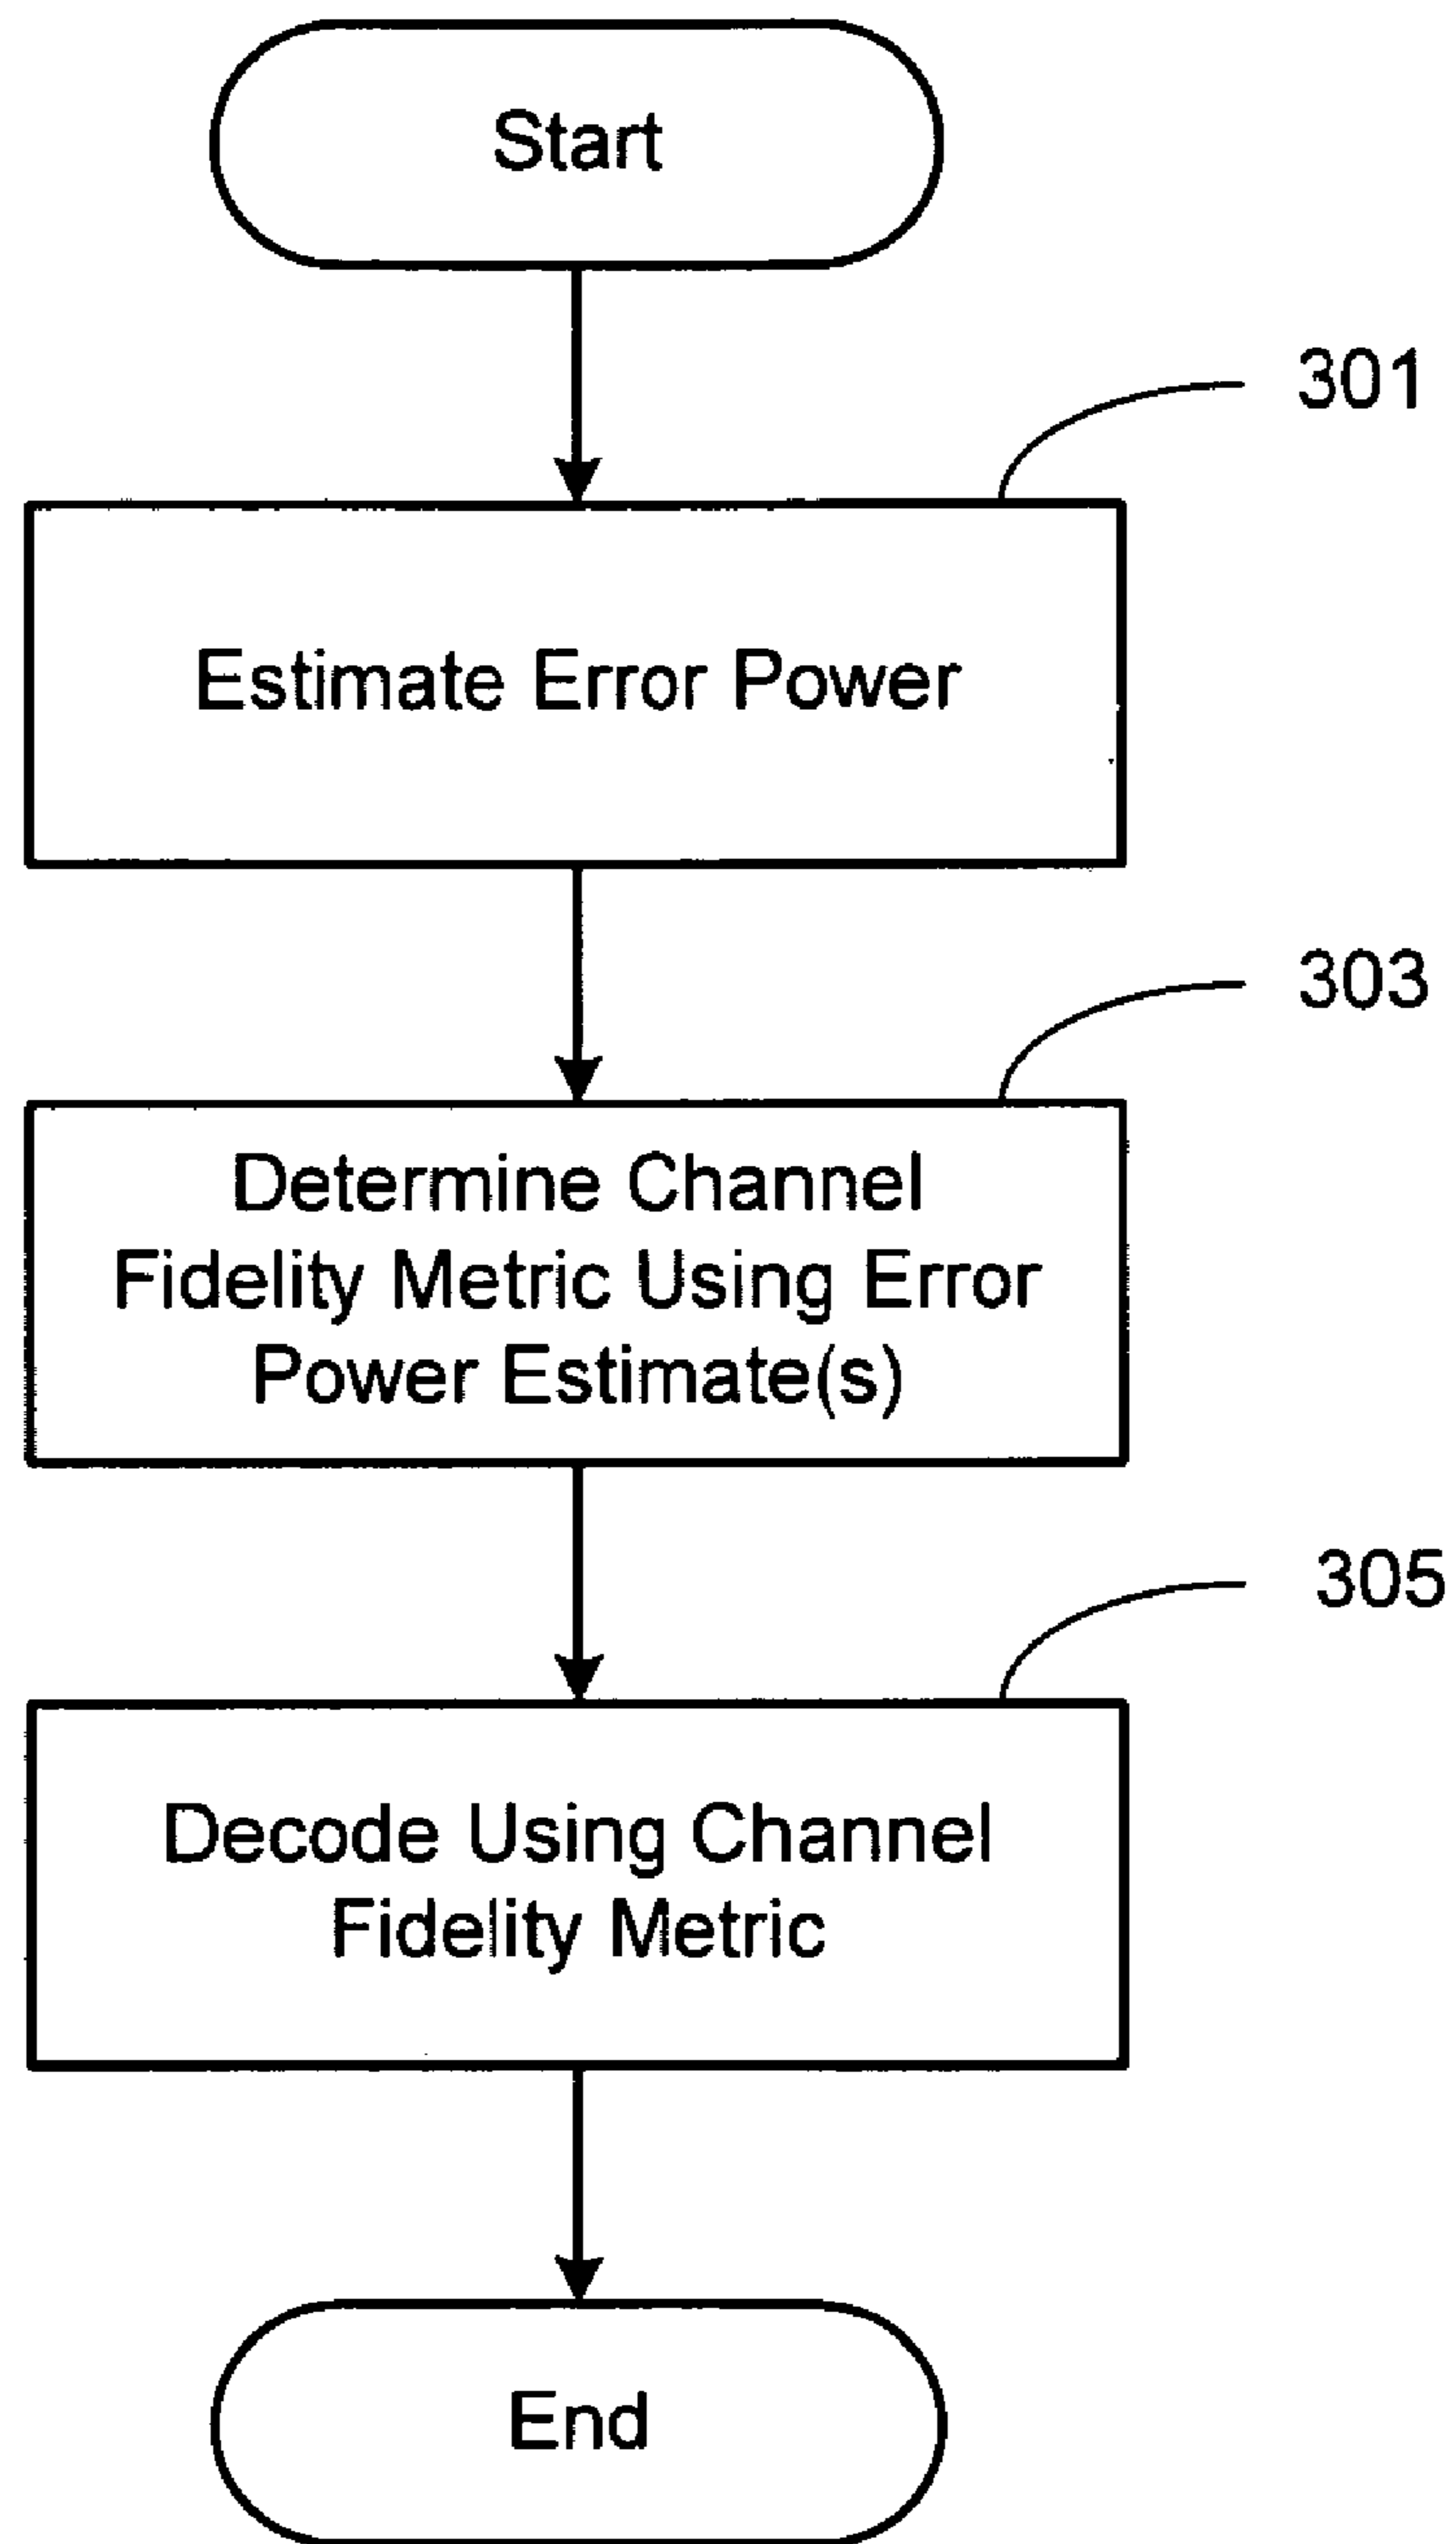 Start
301
Estimate Error Power
303
Determine Channel
Fidelity Metric Using Error
Power Estimate(s)
305
Decode Using Channel
Fidelity Metric
End